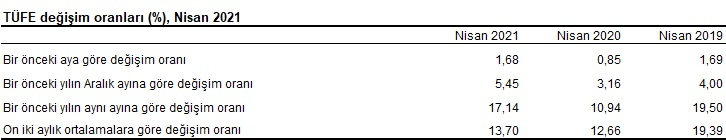 TÜFE değişim oranları (%), Nisan 2021
Nisan 2021 Nisan 2020 Nisan 2019
Bir önceki aya göre değişim oranı 1,68 0,85 1,69
Bir önceki yılın Aralık ayına göre değişim oranı 5,45 3,16 4,00
Bir önceki yılın aynı ayına göre değişim oranı 17,14 10,94 19,50
On iki aylık ortalamalara göre değişim oranı 13,70 12,66 19,39